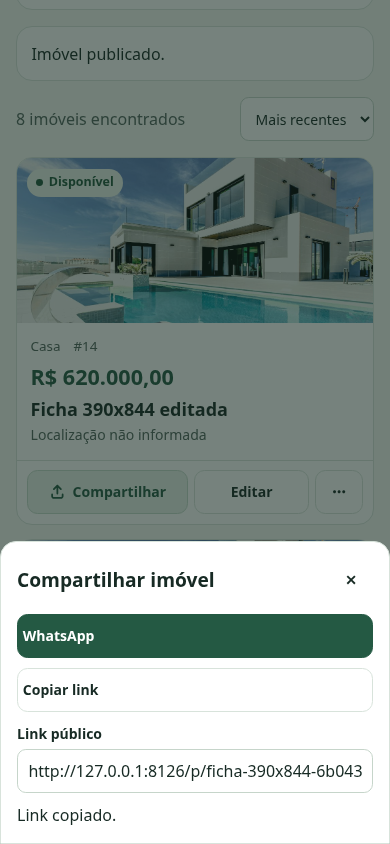 Imóvel publicado.
8 imóveis encontrados
Mais recentes
Disponível
Casa #14
R$ 620.000,00
Ficha 390x844 editada
Localização não informada
Compartilhar
Editar
···
Compartilhar imóvel
×
WhatsApp
Copiar link
Link público
http://127.0.0.1:8126/p/ficha-390x844-6b043
Link copiado.